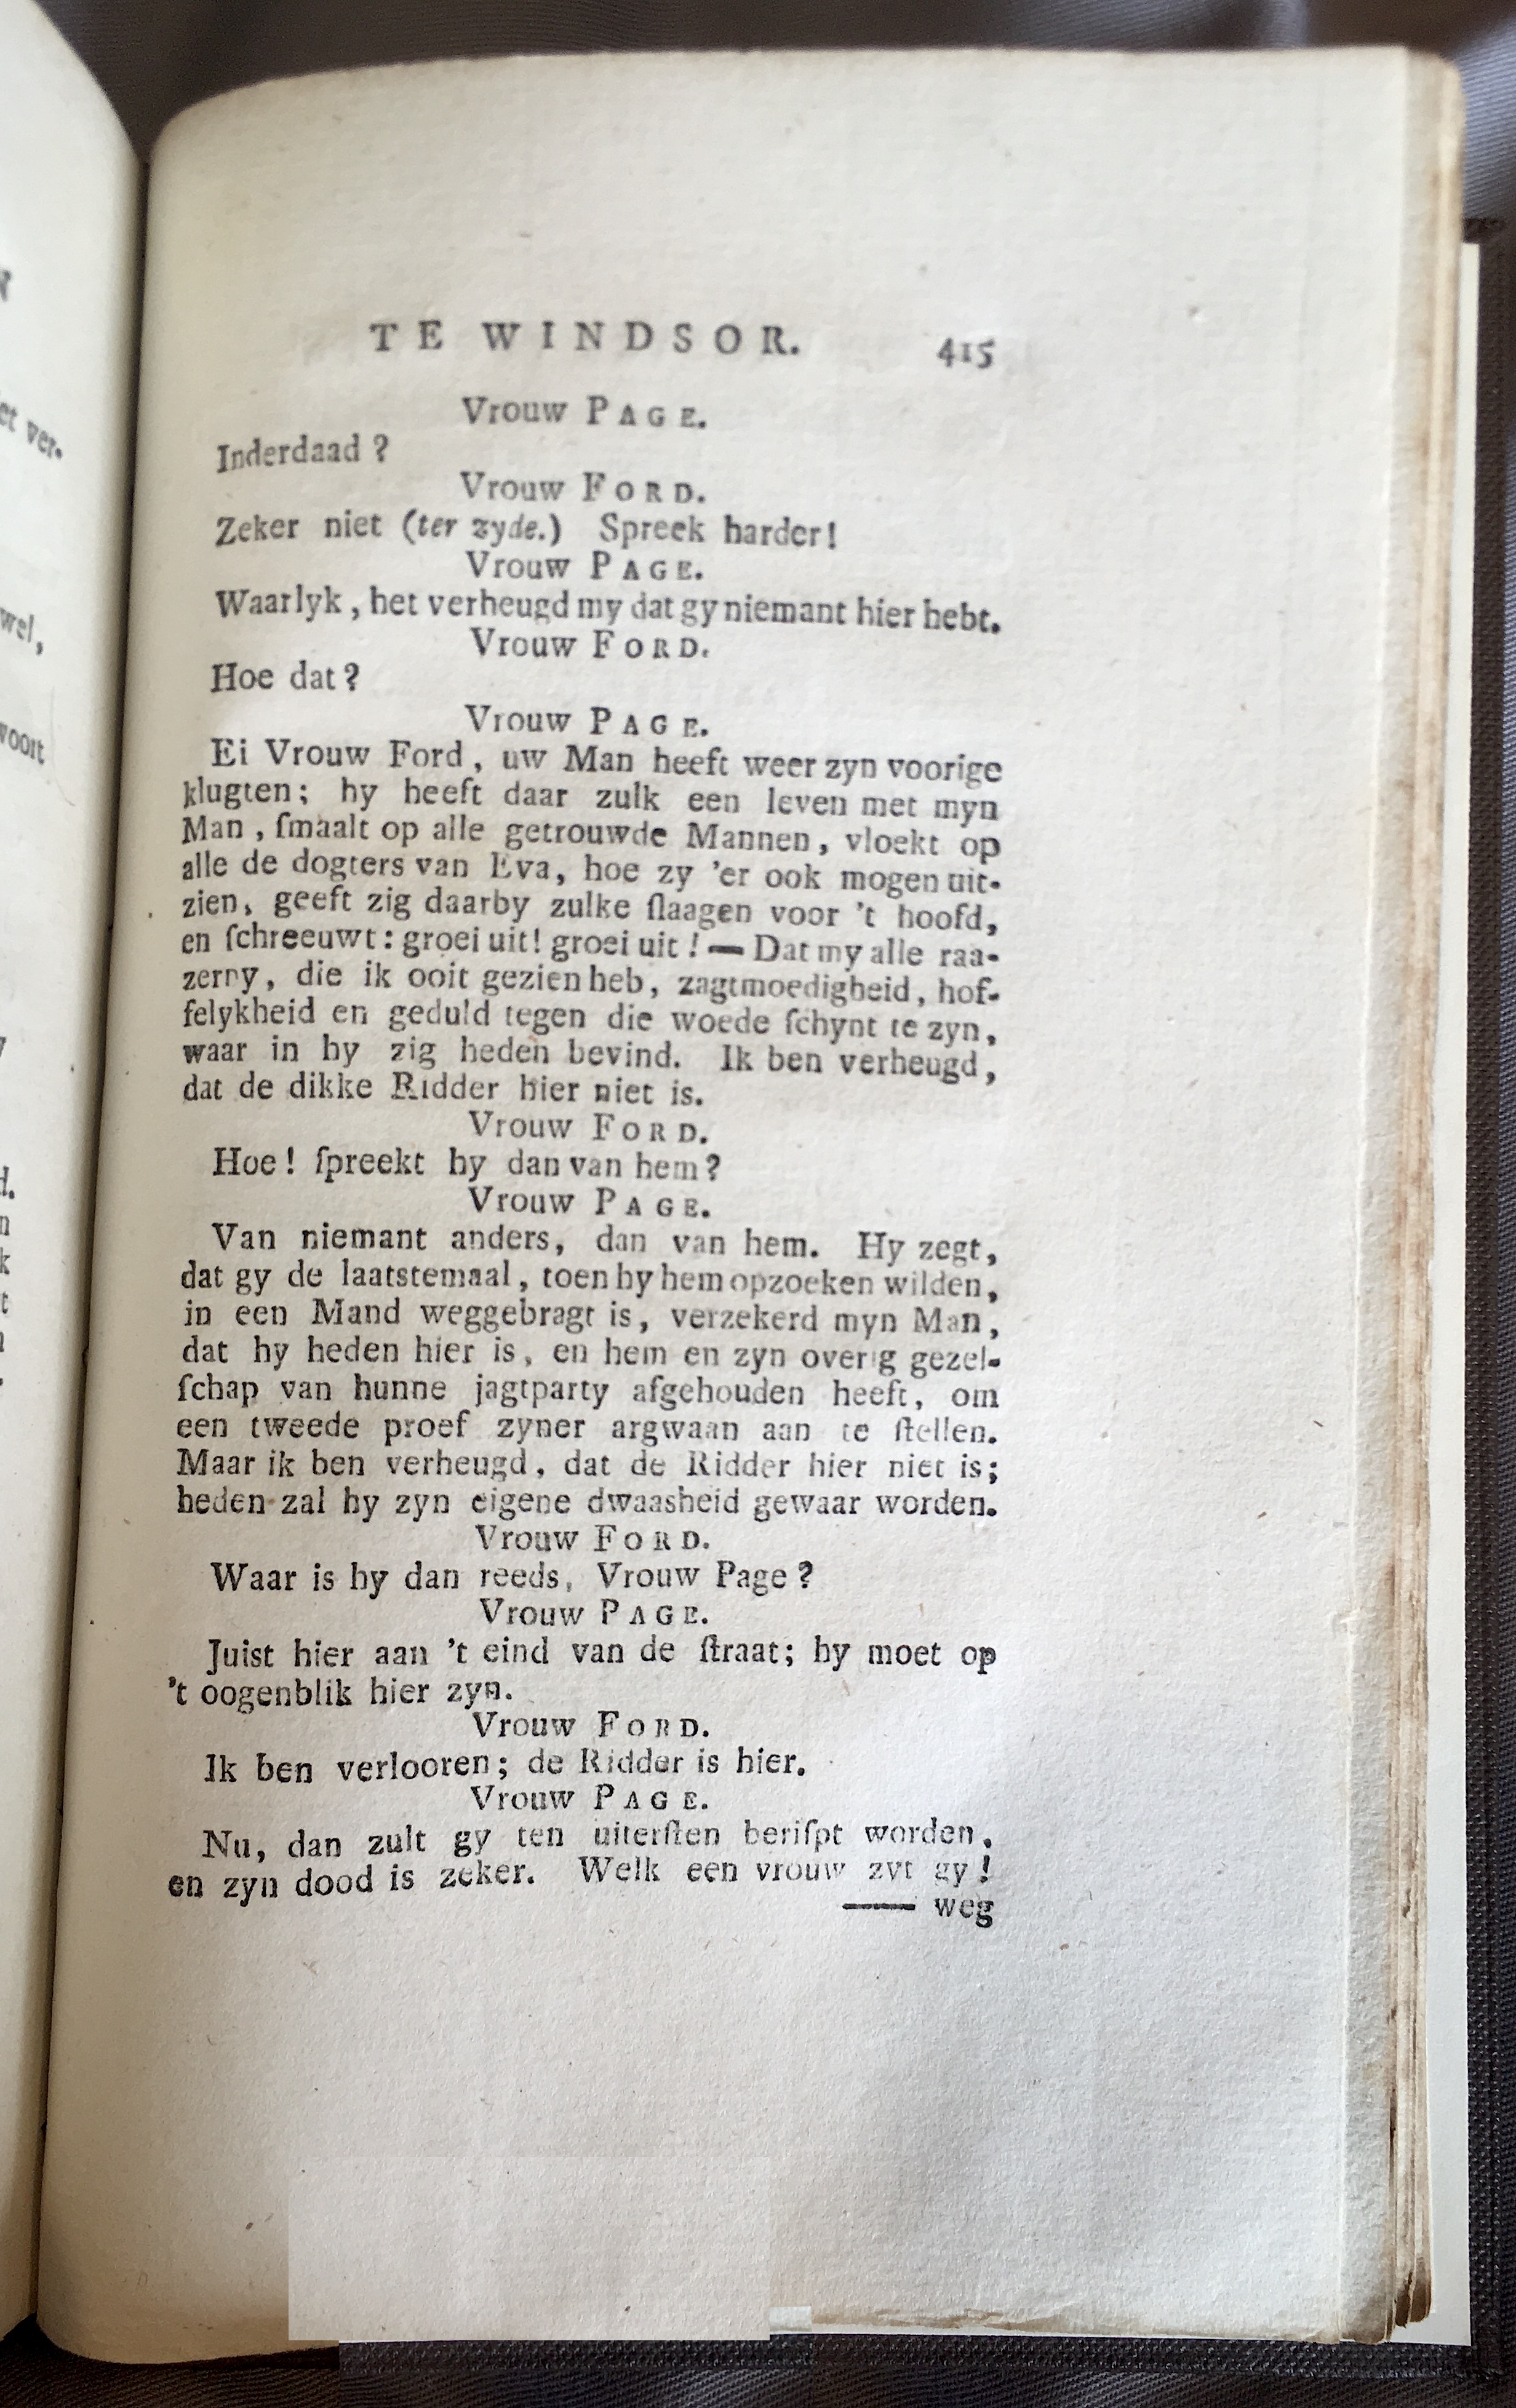 TE WINDSOR. 415
Vrouw PAGE.
Inderdaad?
Vrouw FORD.
Zeker niet (ter zyde.) Spreek harder!
Vrouw PAGE.
Waarlyk, het verheugd my dat gy niemant hier hebt.
Vrouw FORD.
Hoe dat?
Vrouw PAGE.
Ei Vrouw Ford, uw Man heeft weer zyn voorige
klugten; hy heeft daar zulk een leven met myn
Man, ſmaalt op alle getrouwde Mannen, vloekt op
alle de dogters van Eva, hoe zy 'er ook mogen uit-
zien, geeft zig daarby zulke ſlaagen voor 't hoofd,
en ſchreeuwt: groei uit! groei uit! — Dat my alle raa-
zerny, die ik ooit gezien heb, zagtmoedigheid, hof-
felykheid en geduld tegen die woede ſchynt te zyn,
waar in hy zig heden bevind. Ik ben verheugd,
dat de dikke Ridder hier niet is.
Vrouw FORD.
Hoe! ſpreekt hy dan van hem?
Vrouw PAGE.
Van niemant anders, dan van hem. Hy zegt,
dat gy de laatstemaal, toen hy hem opzoeken wilden,
in een Mand weggebragt is, verzekerd myn Man,
dat hy heden hier is, en hem en zyn overig gezel-
ſchap van hunne jagtparty afgehouden heeft, om
een tweede proef zyner argwaan aan te ſtellen.
Maar ik ben verheugd, dat de Ridder hier niet is;
heden zal hy zyn eigene dwaasheid gewaar worden.
Vrouw FORD.
Waar is hy dan reeds, Vrouw Page?
Vrouw PAGE.
Juist hier aan 't eind van de ſtraat; hy moet op
't oogenblik hier zyn.
Vrouw FORD.
Ik ben verlooren; de Ridder is hier.
Vrouw PAGE.
Nu, dan zult gy ten uiterſten beriſpt worden,
en zyn dood is zeker. Welk een vrouw zyt gy!
— weg